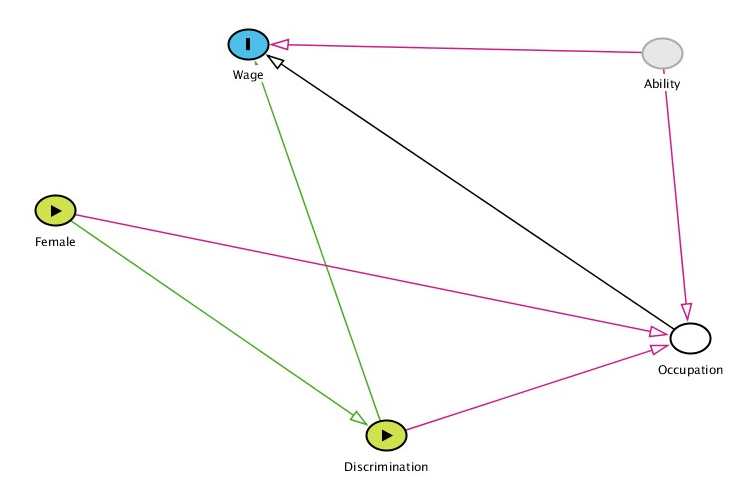 Wage
Ability
Female
Occupation
Discrimination